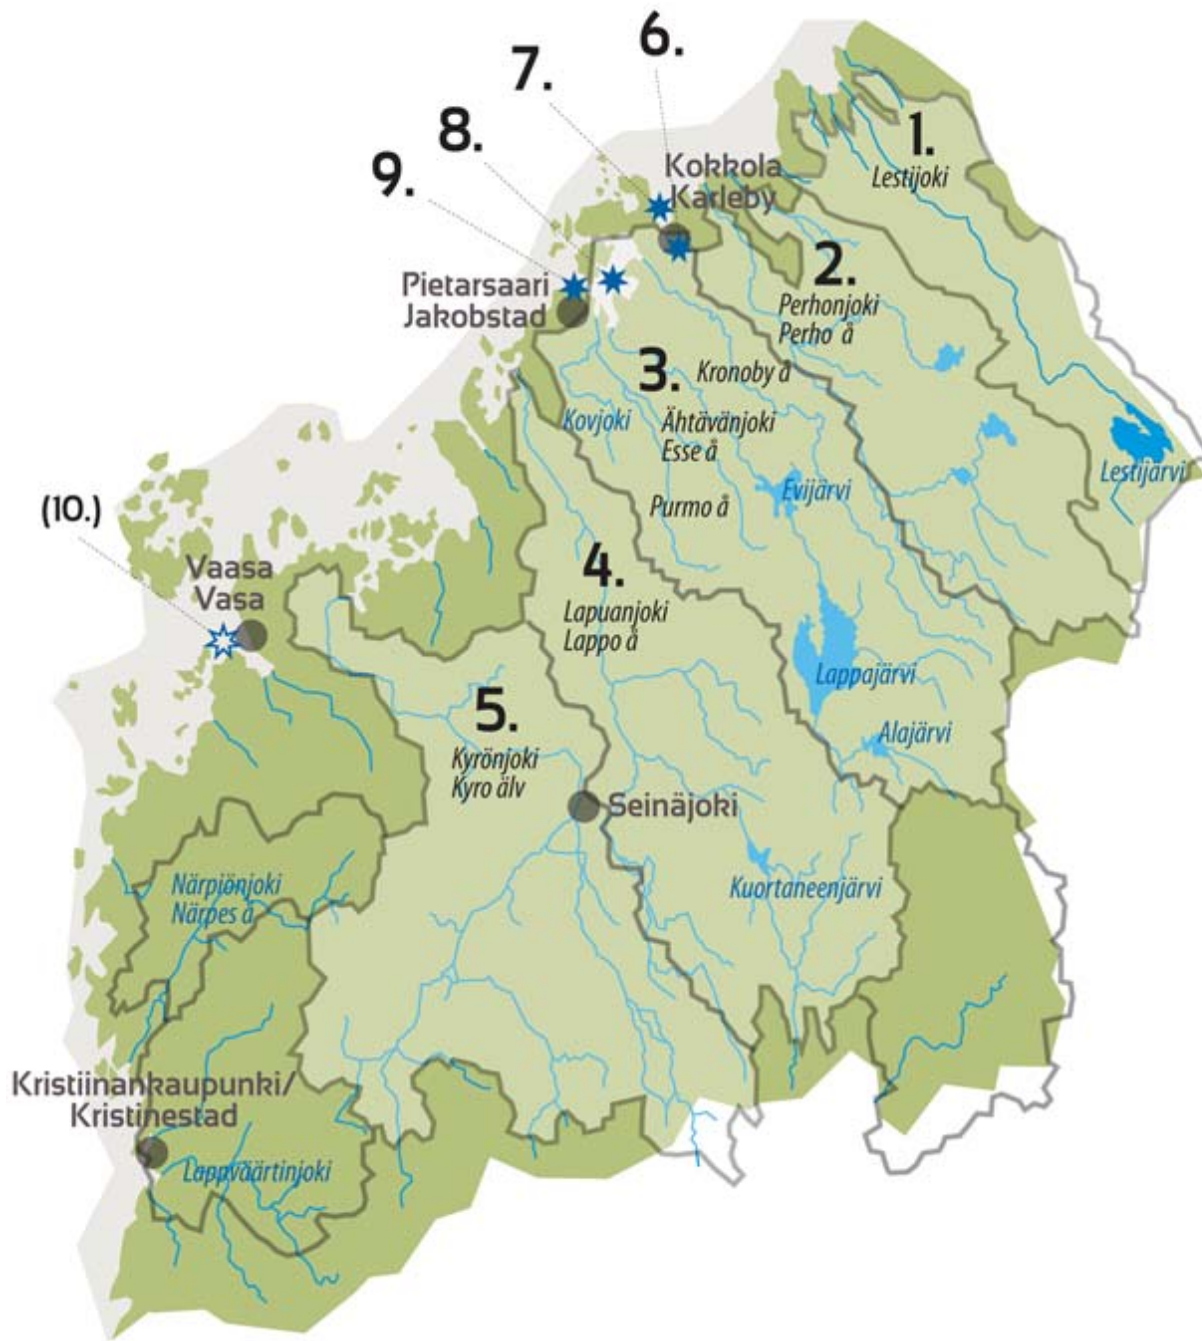 6.
7.
8.
9.
1.
Lestijoki
Kokkola
Karleby
2.
Perhonjoki
Perho å
Pietarsaari
Jakobstad
3.
Kronoby å
Kovjoki
Ähtävänjoki
Esse å
Lestijärvi
Evijärvi
Purmo å
(10.)
Vaasa
Vasa
4.
Lapuanjoki
Lappo å
Lappajärvi
5.
Kyrönjoki
Kyro älv
Alajärvi
Seinäjoki
Närpiönjoki
Närpes å
Kuortaneenjärvi
Kristiinankaupunki/
Kristinestad
Lappväärtinjoki